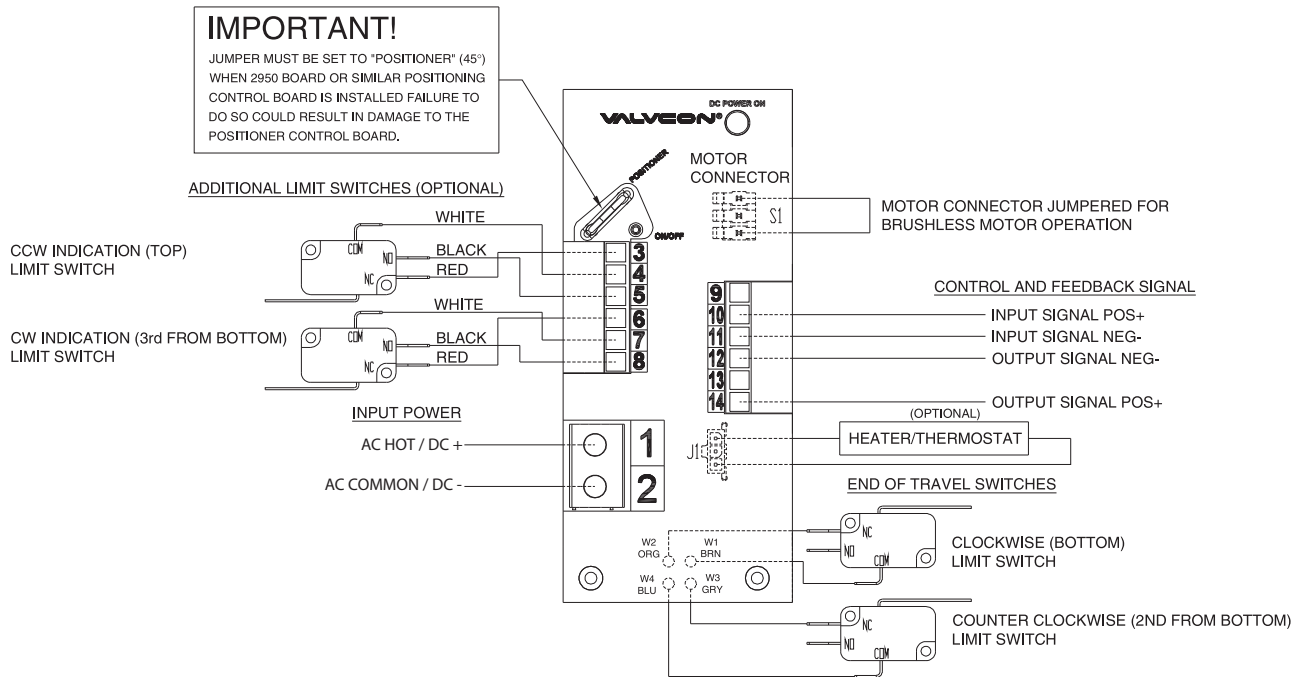 IMPORTANT!
JUMPER MUST BE SET TO "POSITIONER" (45°)
WHEN 2950 BOARD OR SIMILAR POSITIONING
CONTROL BOARD IS INSTALLED FAILURE TO
DO SO COULD RESULT IN DAMAGE TO THE
POSITIONER CONTROL BOARD.
DC POWER ON
VALVCON®
POSITIONER
ON/OFF
MOTOR
CONNECTOR
S1
MOTOR CONNECTOR JUMPERED FOR
BRUSHLESS MOTOR OPERATION
ADDITIONAL LIMIT SWITCHES (OPTIONAL)
CCW INDICATION (TOP)
LIMIT SWITCH
COM
NO
NC
WHITE
BLACK
RED
CW INDICATION (3rd FROM BOTTOM)
LIMIT SWITCH
COM
NO
NC
WHITE
BLACK
RED
3
4
5
6
7
8
INPUT POWER
AC HOT / DC +
AC COMMON / DC -
1
2
9
10
11
12
13
14
CONTROL AND FEEDBACK SIGNAL
INPUT SIGNAL POS+
INPUT SIGNAL NEG-
OUTPUT SIGNAL NEG-
OUTPUT SIGNAL POS+
J1
(OPTIONAL)
HEATER/THERMOSTAT
END OF TRAVEL SWITCHES
W2
ORG
W1
BRN
W4
BLU
W3
GRY
NC
NO
COM
CLOCKWISE (BOTTOM)
LIMIT SWITCH
NC
NO
COM
COUNTER CLOCKWISE (2ND FROM BOTTOM)
LIMIT SWITCH